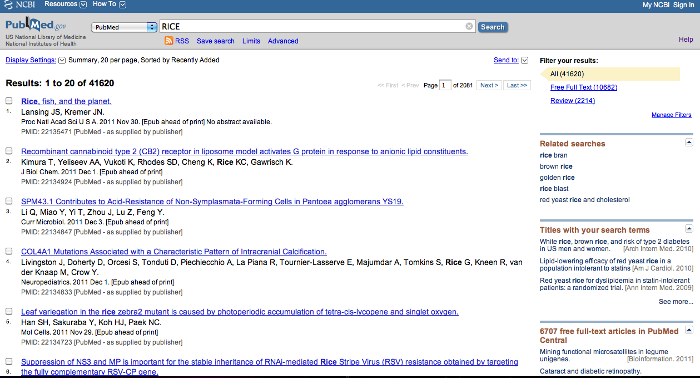 NCBI Resources How To My NCBI Sign In
PubMed.gov
US National Library of Medicine
National Institutes of Health
PubMed RICE Search
RSS Save search Limits Advanced Help
Display Settings: Summary, 20 per page, Sorted by Recently Added Send to:
Results: 1 to 20 of 41620
<< First < Prev Page 1 of 2081 Next > Last >>
Rice, fish, and the planet.
1. Lansing JS, Kremer JN.
Proc Natl Acad Sci U S A. 2011 Nov 30. [Epub ahead of print] No abstract available.
PMID: 22135471 [PubMed - as supplied by publisher]
Recombinant cannabinoid type 2 (CB2) receptor in liposome model activates G protein in response to anionic lipid constituents.
2. Kimura T, Yeliseev AA, Vukoti K, Rhodes SD, Cheng K, Rice KC, Gawrisch K.
J Biol Chem. 2011 Dec 1. [Epub ahead of print]
PMID: 22134924 [PubMed - as supplied by publisher]
SPM43.1 Contributes to Acid-Resistance of Non-Symplasmata-Forming Cells in Pantoea agglomerans YS19.
3. Li Q, Miao Y, Yi T, Zhou J, Lu Z, Feng Y.
Curr Microbiol. 2011 Dec 3. [Epub ahead of print]
PMID: 22134847 [PubMed - as supplied by publisher]
COL4A1 Mutations Associated with a Characteristic Pattern of Intracranial Calcification.
4. Livingston J, Doherty D, Orcesi S, Tonduti D, Piechiecchio A, La Piana R, Tournier-Lasserve E, Majumdar A, Tomkins S, Rice G, Kneen R, van
der Knaap M, Crow Y.
Neuropediatrics. 2011 Dec 1. [Epub ahead of print]
PMID: 22134833 [PubMed - as supplied by publisher]
Leaf variegation in the rice zebra2 mutant is caused by photoperiodic accumulation of tetra-cis-lycopene and singlet oxygen.
5. Han SH, Sakuraba Y, Koh HJ, Paek NC.
Mol Cells. 2011 Nov 29. [Epub ahead of print]
PMID: 22134723 [PubMed - as supplied by publisher]
Suppression of NS3 and MP is important for the stable inheritance of RNAi-mediated Rice Stripe Virus (RSV) resistance obtained by targeting
6. the fully complementary RSV-CP gene.
Filter your results:
All (41620)
Free Full Text (10682)
Review (2214)
Manage Filters
Related searches
rice bran
brown rice
golden rice
rice blast
red yeast rice and cholesterol
Titles with your search terms
White rice, brown rice, and risk of type 2 diabetes
in US men and women. [Arch Intern Med. 2010]
Lipid-lowering efficacy of red yeast rice in a
population intolerant to statins [Am J Cardiol. 2010]
Red yeast rice for dyslipidemia in statin-intolerant
patients: a randomized trial. [Ann Intern Med. 2009]
See more...
6707 free full-text articles in PubMed
Central
Mining functional microsatellites in legume
unigenes. [Bioinformation. 2011]
Cataract and diabetic retinopathy.